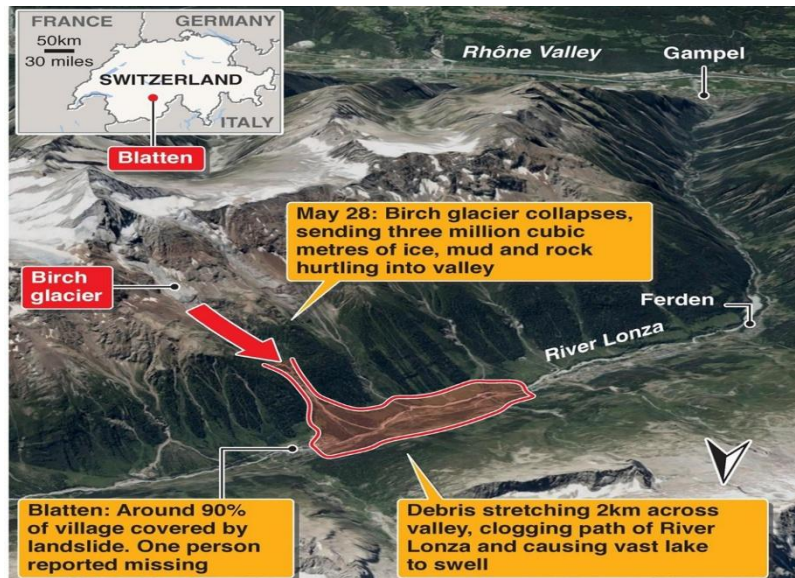 FRANCE
GERMANY
50km
30 miles
SWITZERLAND
ITALY
Blatten
Rhône Valley
Gampel
May 28: Birch glacier collapses,
sending three million cubic
metres of ice, mud and rock
hurtling into valley
Birch
glacier
Ferden
River Lonza
Blatten: Around 90%
of village covered by
landslide. One person
reported missing
Debris stretching 2km across
valley, clogging path of River
Lonza and causing vast lake
to swell